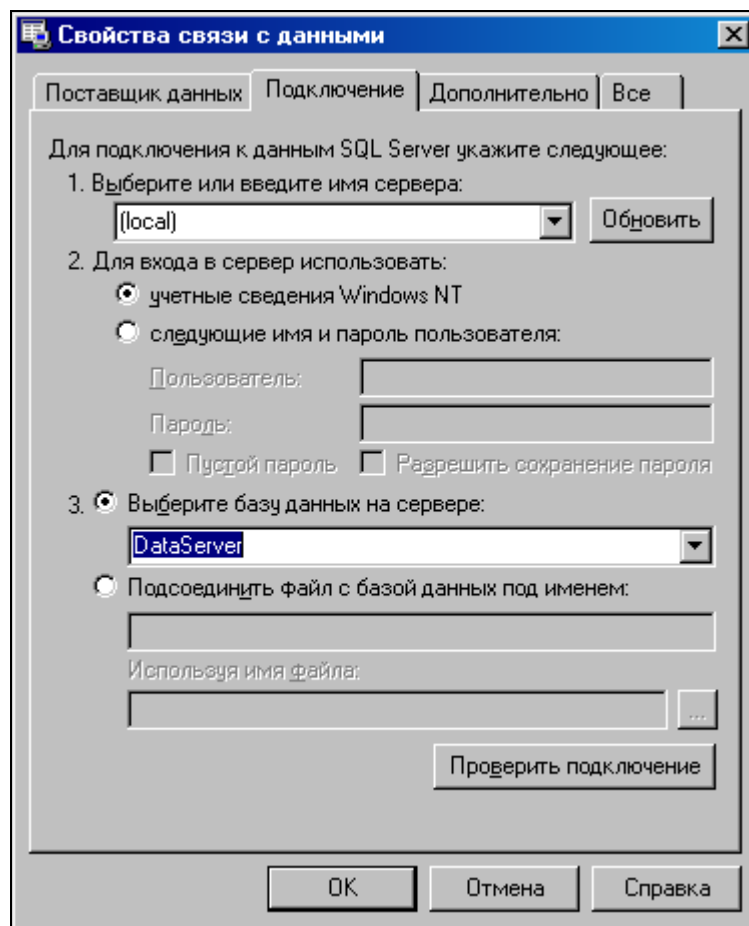 Свойства связи с данными
Поставщик данных Подключение Дополнительно Все
Для подключения к данным SQL Server укажите следующее:
1. Выберите или введите имя сервера:
(local) Обновить
2. Для входа в сервер использовать:
учетные сведения Windows NT
следующие имя и пароль пользователя:
Пользователь:
Пароль:
Пустой пароль Разрешить сохранение пароля
3. Выберите базу данных на сервере:
DataServer
Подсоединить файл с базой данных под именем:
Используя имя файла:
...
Проверить подключение
OK Отмена Справка